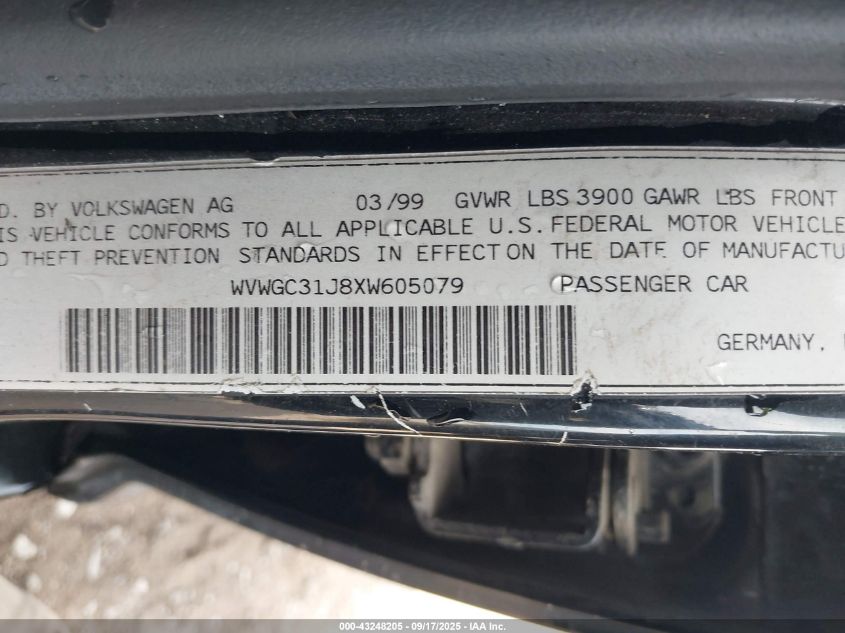 D. BY VOLKSWAGEN AG 03/99 GVWR LBS 3900 GAWR LBS FRONT
IS VEHICLE CONFORMS TO ALL APPLICABLE U.S. FEDERAL MOTOR VEHICLE
D THEFT PREVENTION STANDARDS IN EFFECT ON THE DATE OF MANUFACTU
WVWGC31J8XW605079 PASSENGER CAR
GERMANY,
000-43248205 - 09/17/2025 - IAA Inc.